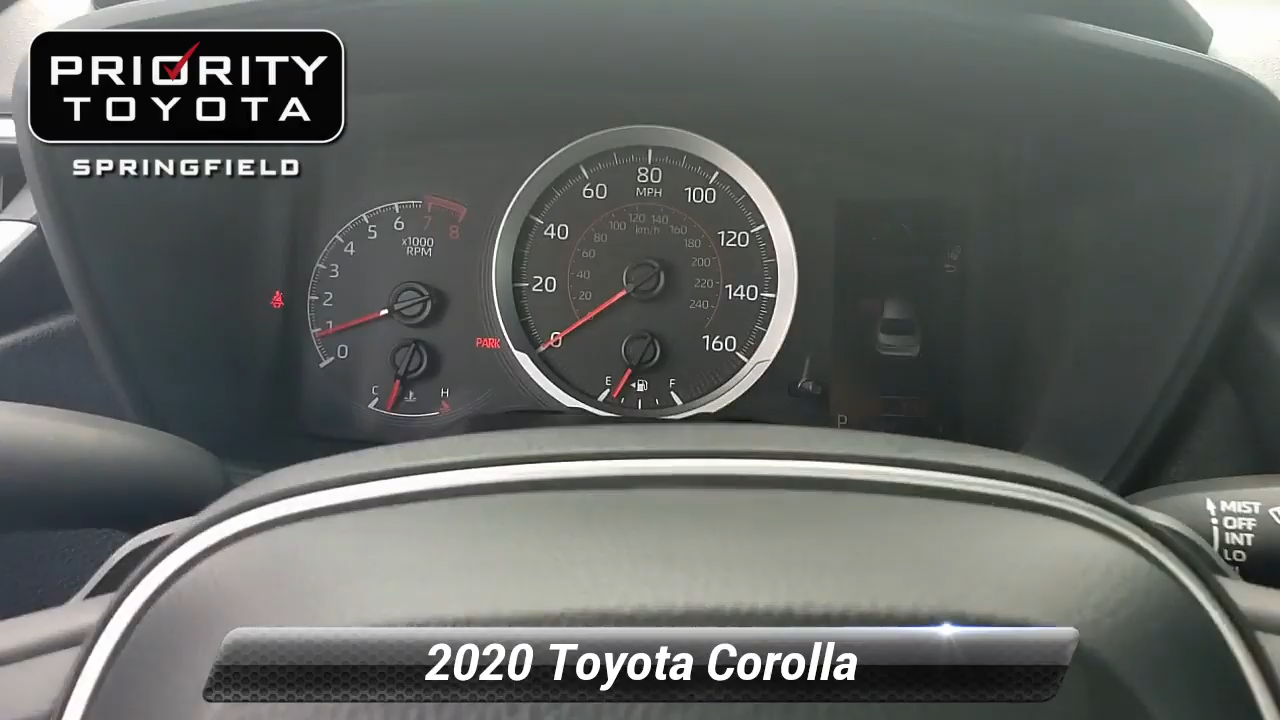 PRIORITY
TOYOTA
SPRINGFIELD
0
1
2
3
4
5
6
7
8
x1000
RPM
C
H
PARK
0
20
40
60
80
100
120
140
160
MPH
20
40
60
80
100
120
140
160
180
200
220
240
km/h
E
F
P
MIST
OFF
INT
LO
2020 Toyota Corolla